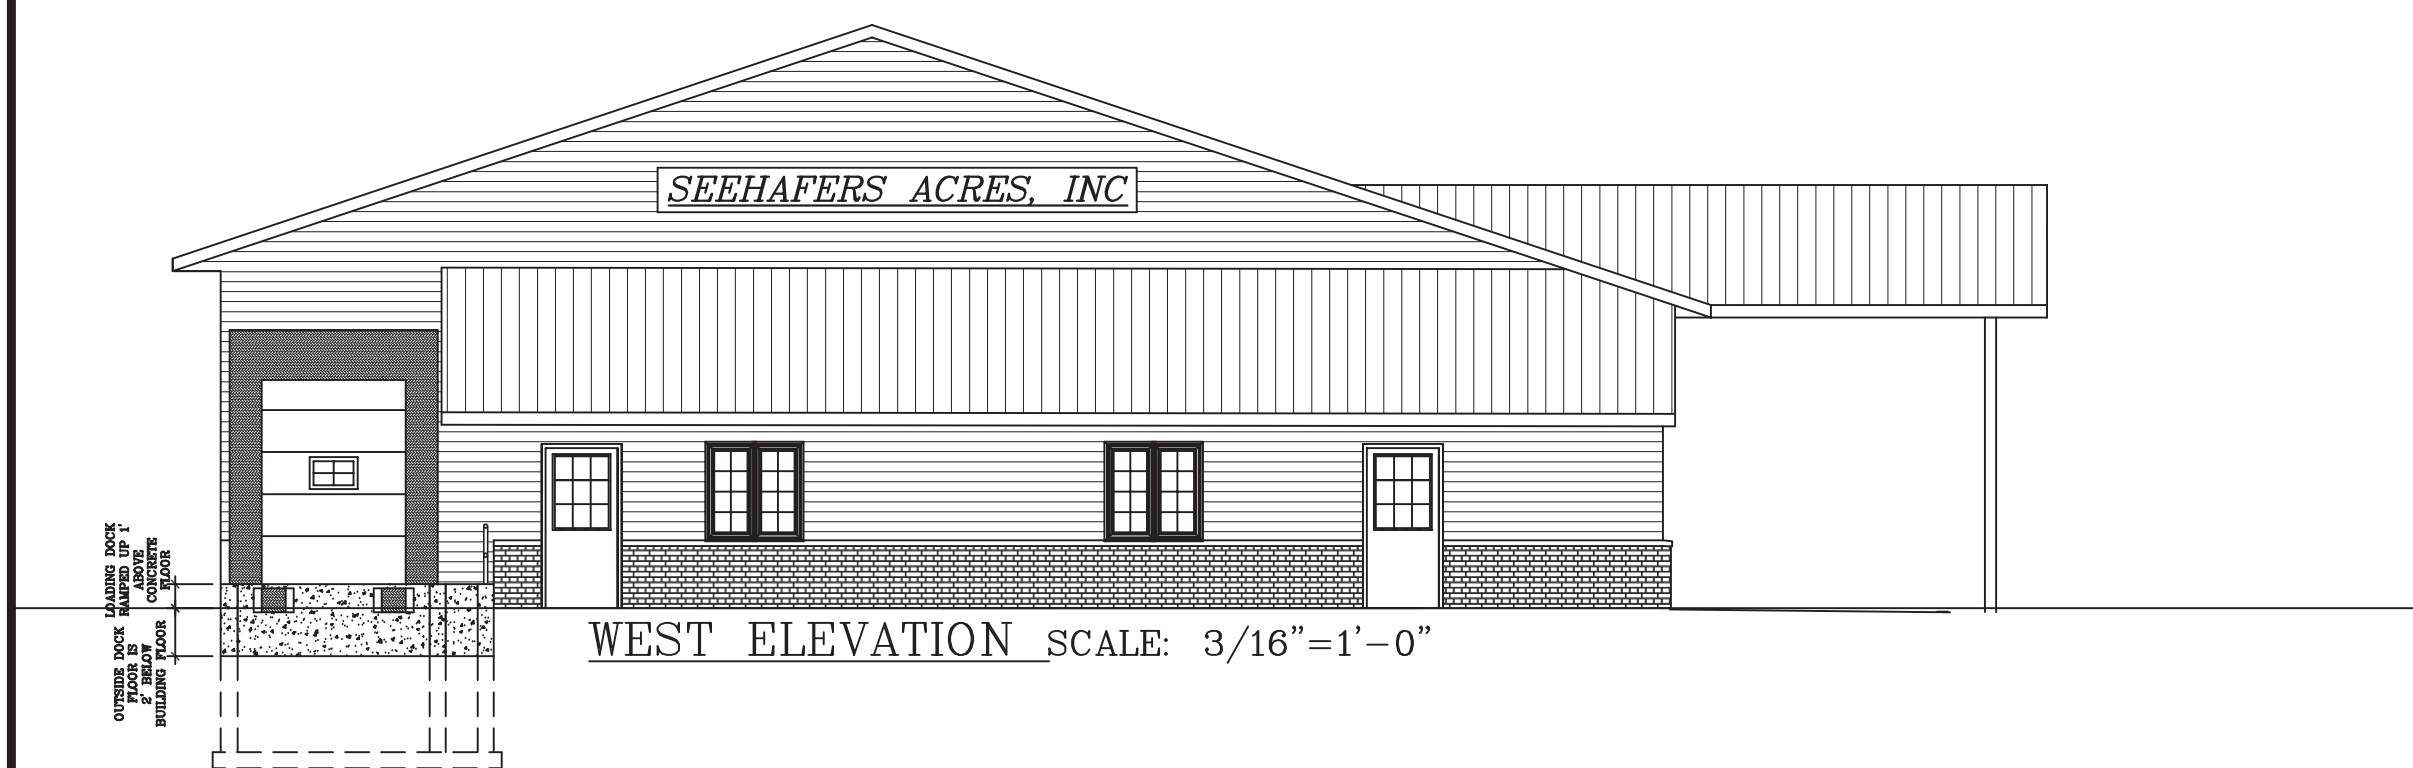 SEEHAFERS ACRES, INC
LOADING DOCK
RAMPED UP 1'
ABOVE
CONCRETE
FLOOR
OUTSIDE DOCK
FLOOR IS
2' BELOW
BUILDING FLOOR
WEST ELEVATION SCALE: 3/16"=1'-0"